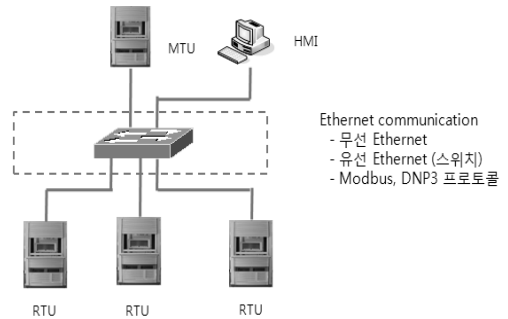 MTU
HMI
Ethernet communication
- 무선 Ethernet
- 유선 Ethernet (스위치)
- Modbus, DNP3 프로토콜
RTU
RTU
RTU